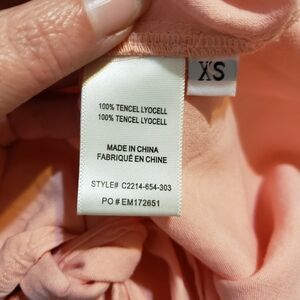 XS
100% TENCEL LYOCELL
100% TENCEL LYOCELL
MADE IN CHINA
FABRIQUÉ EN CHINE
STYLE# C2214-654-303
PO # EM172651